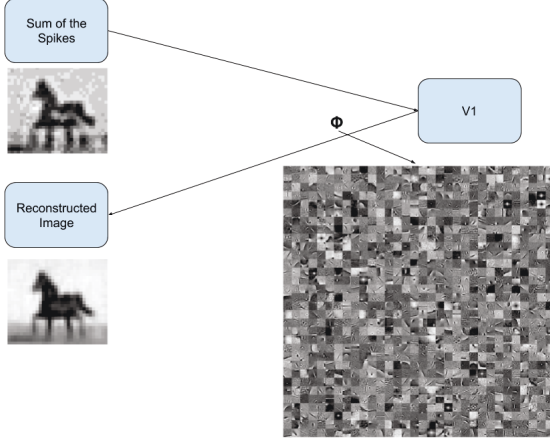 Sum of the
Spikes
V1
Φ
Reconstructed
Image